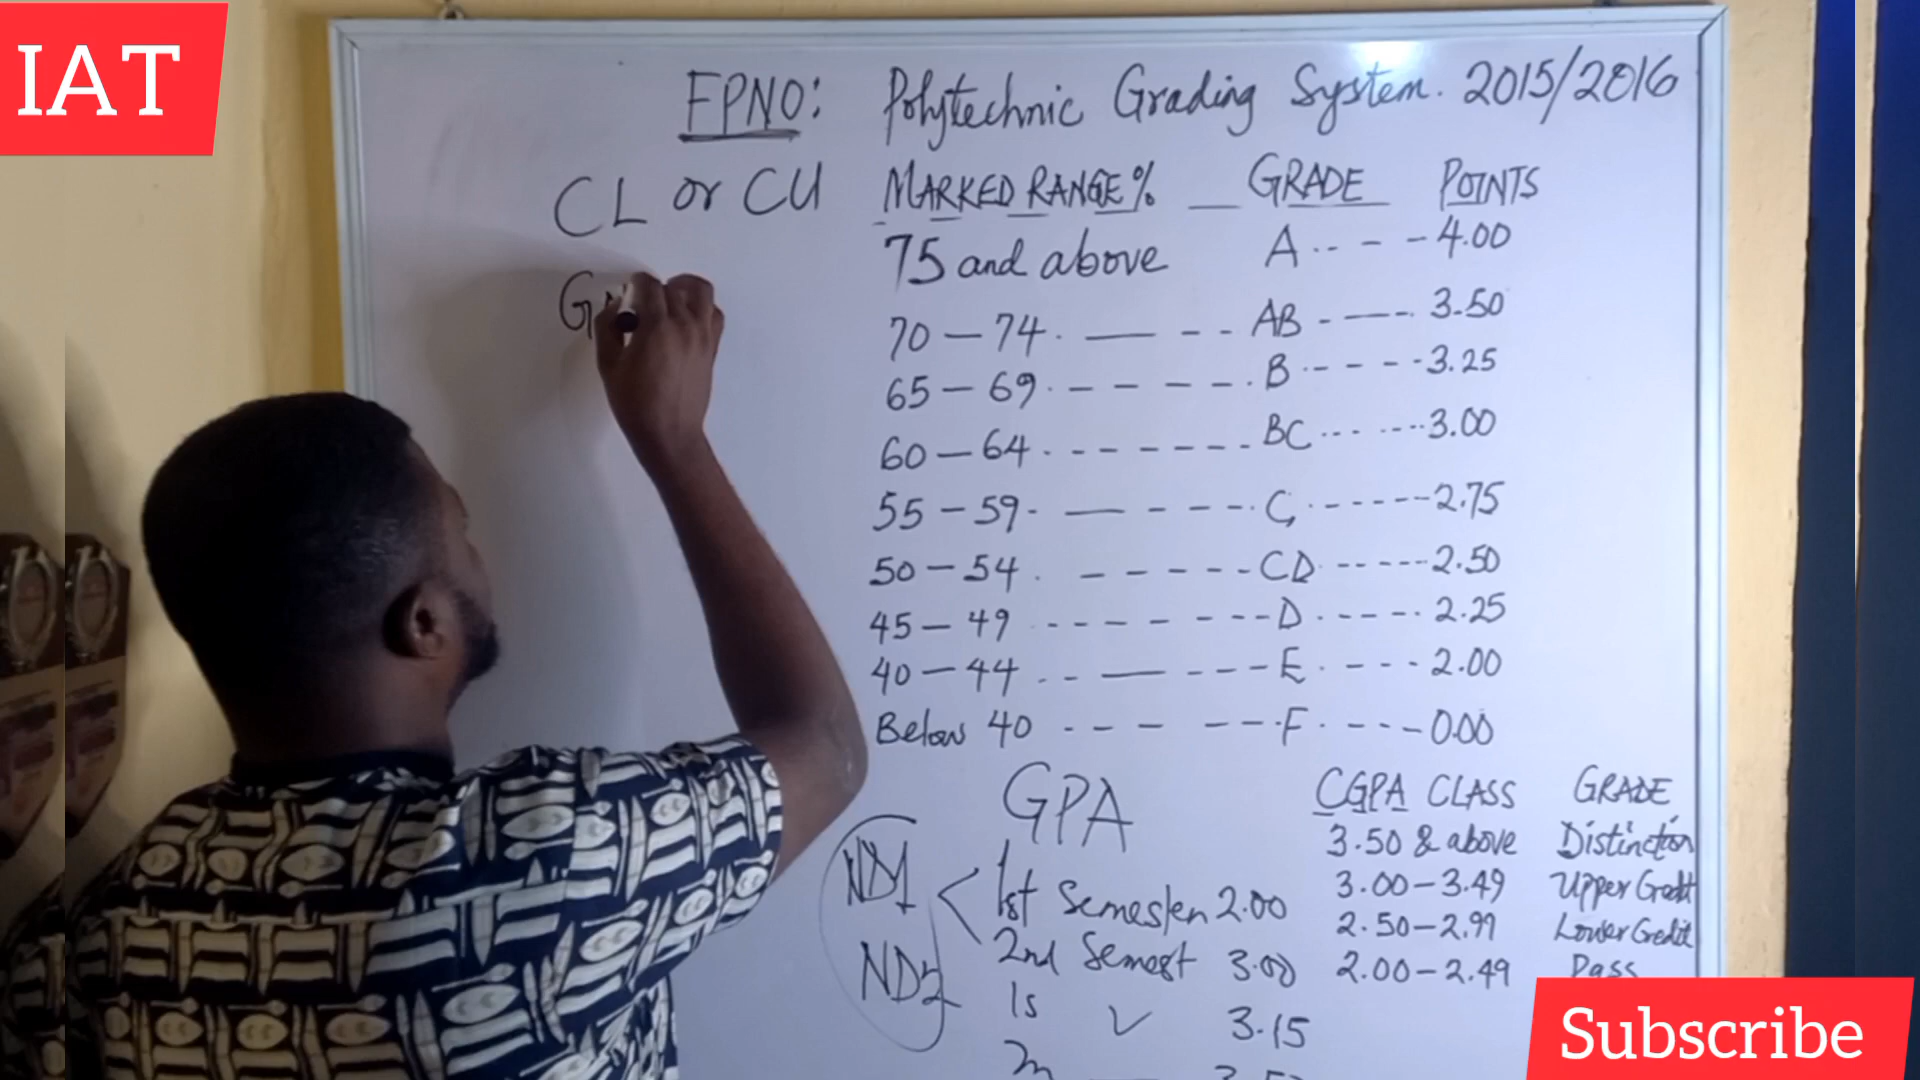 IAT
FPNO: Polytechnic Grading System. 2015/2016
CL or CU
MARKED RANGE % GRADE POINTS
75 and above A 4.00
70 - 74 AB 3.50
65 - 69 B 3.25
60 - 64 BC 3.00
55 - 59 C 2.75
50 - 54 CD 2.50
45 - 49 D 2.25
40 - 44 E 2.00
Below 40 F 0.00
GPA
ND1 < 1st Semester 2.00
2nd Semest 3.00
ND2
1s 3.15
CGPA CLASS GRADE
3.50 & above Distinction
3.00 - 3.49 Upper Credit
2.50 - 2.99 Lower Credit
2.00 - 2.49 Pass
Subscribe